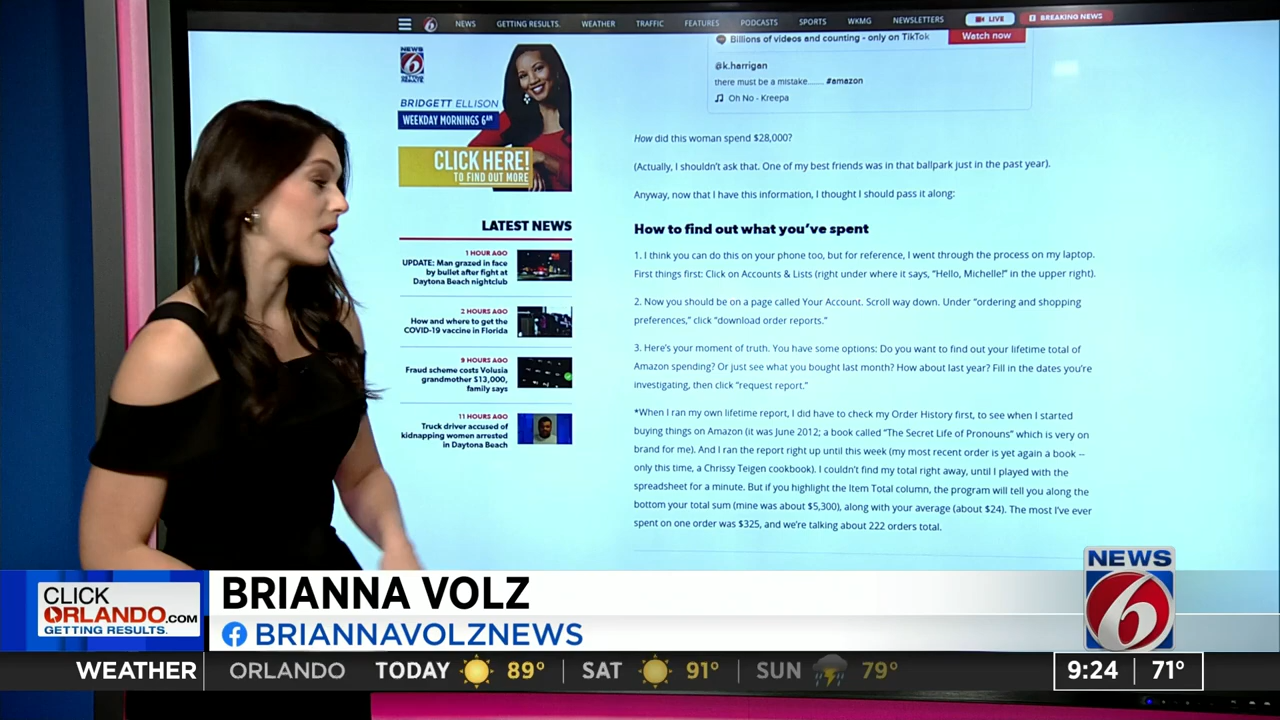 NEWS GETTING RESULTS. WEATHER TRAFFIC FEATURES PODCASTS SPORTS WKMG NEWSLETTERS LIVE BREAKING NEWS
Billions of videos and counting - only on TikTok
Watch now
@k.harrigan
there must be a mistake...... #amazon
Oh No - Kreepa
NEWS
6
BRIDGETT ELLISON
WEEKDAY MORNINGS 6AM
CLICK HERE!
TO FIND OUT MORE
LATEST NEWS
1 HOUR AGO
UPDATE: Man grazed in face
by bullet after fight at
Daytona Beach nightclub
2 HOURS AGO
How and where to get the
COVID-19 vaccine in Florida
9 HOURS AGO
Fraud scheme costs Volusia
grandmother $13,000,
family says
11 HOURS AGO
Truck driver accused of
kidnapping women arrested
in Daytona Beach
How did this woman spend $28,000?
(Actually, I shouldn't ask that. One of my best friends was in that ballpark just in the past year).
Anyway, now that I have this information, I thought I should pass it along:
How to find out what you've spent
1. I think you can do this on your phone too, but for reference, I went through the process on my laptop.
First things first: Click on Accounts & Lists (right under where it says, "Hello, Michelle!" in the upper right).
2. Now you should be on a page called Your Account. Scroll way down. Under "ordering and shopping
preferences," click "download order reports."
3. Here's your moment of truth. You have some options: Do you want to find out your lifetime total of
Amazon spending? Or just see what you bought last month? How about last year? Fill in the dates you're
investigating, then click "request report."
*When I ran my own lifetime report, I did have to check my Order History first, to see when I started
buying things on Amazon (it was June 2012; a book called "The Secret Life of Pronouns" which is very on
brand for me). And I ran the report right up until this week (my most recent order is yet again a book --
only this time, a Chrissy Teigen cookbook). I couldn't find my total right away, until I played with the
spreadsheet for a minute. But if you highlight the Item Total column, the program will tell you along the
bottom your total sum (mine was about $5,300), along with your average (about $24). The most I've ever
spent on one order was $325, and we're talking about 222 orders total.
CLICK
ORLANDO.COM
GETTING RESULTS.
BRIANNA VOLZ
BRIANNAVOLZNEWS
NEWS
6
WEATHER ORLANDO TODAY 89° SAT 91° SUN 79° 9:24 71°